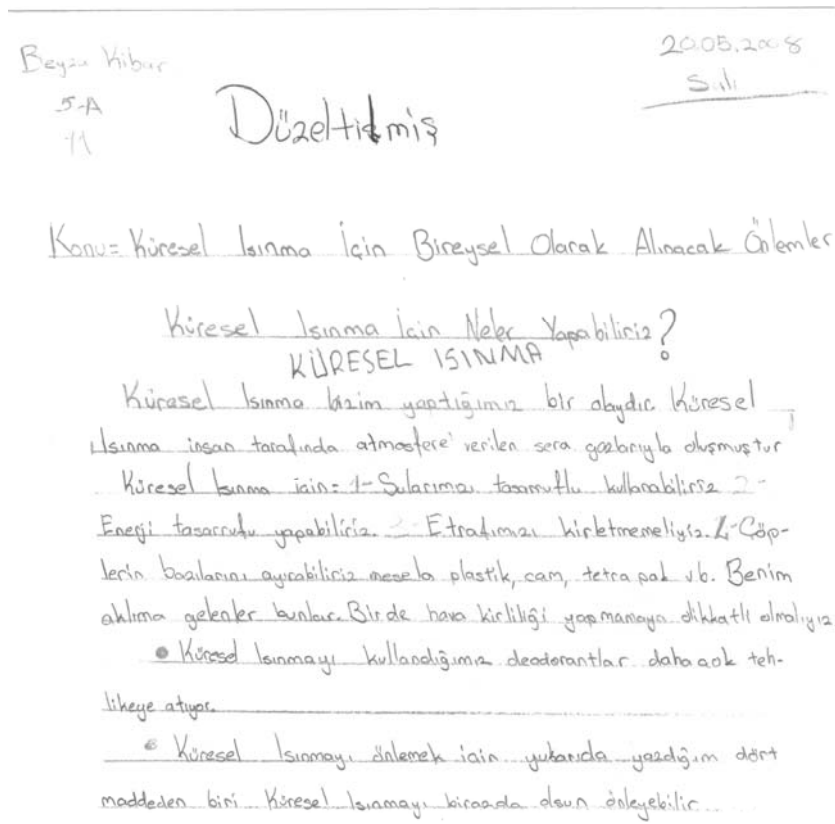 Beyza Kibar
20.05.2008
5-A
Salı
11
Düzeltilmiş
Konu= Küresel Isınma İçin Bireysel Olarak Alınacak Önlemler
Küresel Isınma İçin Neler Yapabiliriz?
KÜRESEL ISINMA
Küresel Isınma bizim yaptığımız bir olaydır. Küresel
Isınma insan tarafında atmosfere verilen sera gazlarıyla oluşmuştur
Küresel Isınma için= 1- Sularımızı tasarruflu kullanabiliriz 2-
Enerji tasarrufu yapabiliriz. 3- Etrafımızı kirletmemeliyiz. 4-Çöp-
lerin bazılarını ayırabiliriz mesela plastik, cam, tetra pak vb. Benim
aklıma gelenler bunlar. Bir de hava kirliliği yapmamaya dikkatli olmalıyız
• Küresel Isınmayı kullandığımız deodorantlar daha çok teh-
likeye atıyor.
• Küresel Isınmayı önlemek için yukarıda yazdığım dört
maddeden biri Küresel Isınmayı birazda olsun önleyebilir.